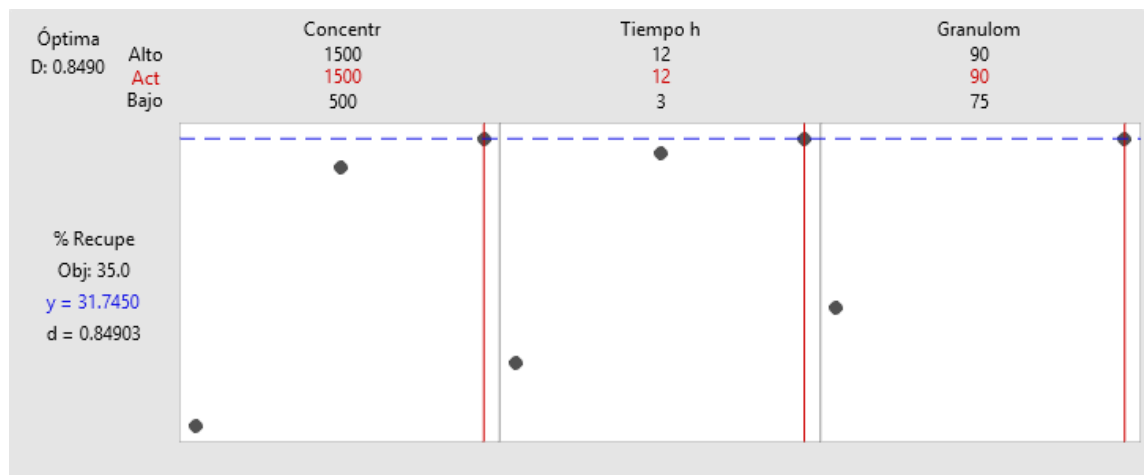 Óptima
D: 0.8490
Concentr Tiempo h Granulom
Alto 1500 12 90
Act 1500 12 90
Bajo 500 3 75
% Recupe
Obj: 35.0
y = 31.7450
d = 0.84903